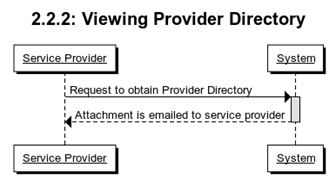 2.2.2: Viewing Provider Directory
Service Provider
System
Request to obtain Provider Directory
Attachment is emailed to service provider
Service Provider
System